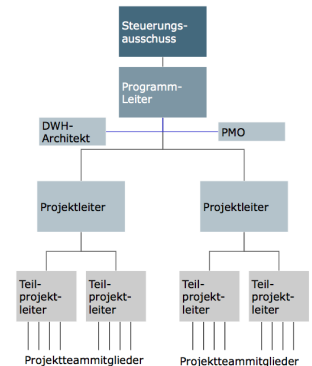 Steuerungs-
ausschuss
Programm-
Leiter
DWH-
Architekt
PMO
Projektleiter
Projektleiter
Teil-
projekt-
leiter
Teil-
projekt-
leiter
Teil-
projekt-
leiter
Teil-
projekt-
leiter
Projektteammitglieder
Projektteammitglieder